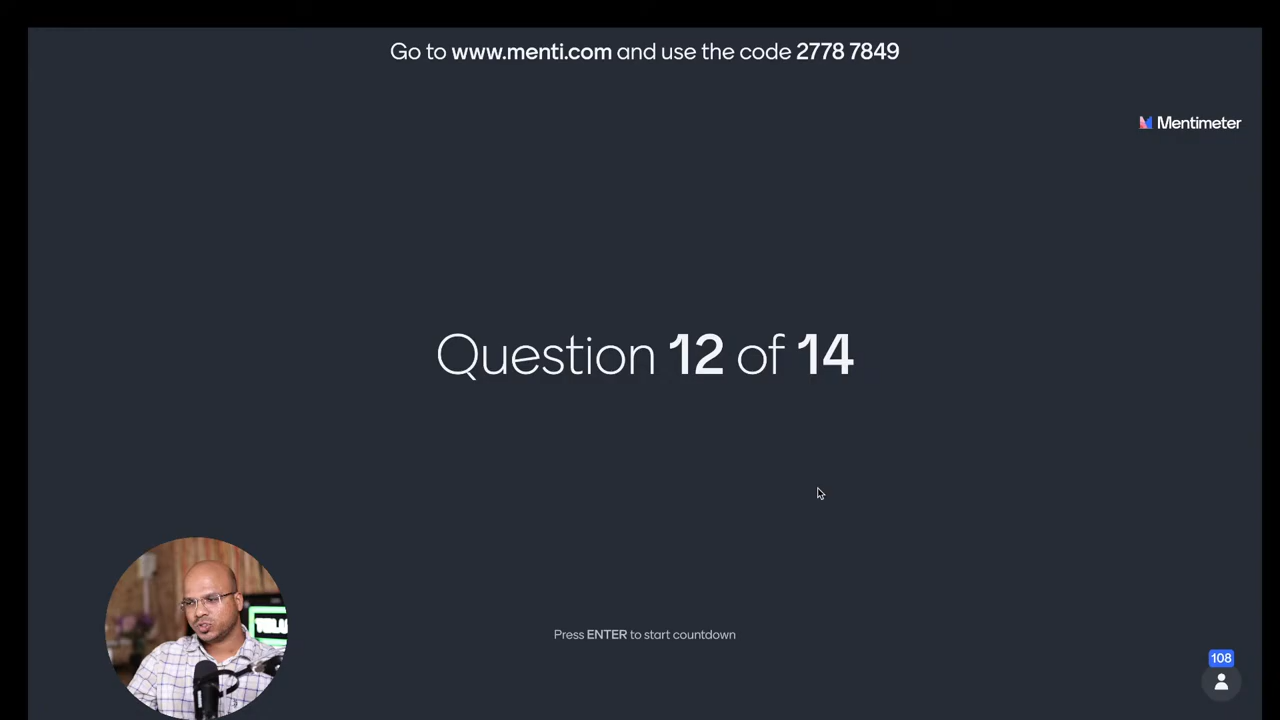 Go to www.menti.com and use the code 2778 7849
Mentimeter
Question 12 of 14
Press ENTER to start countdown
108